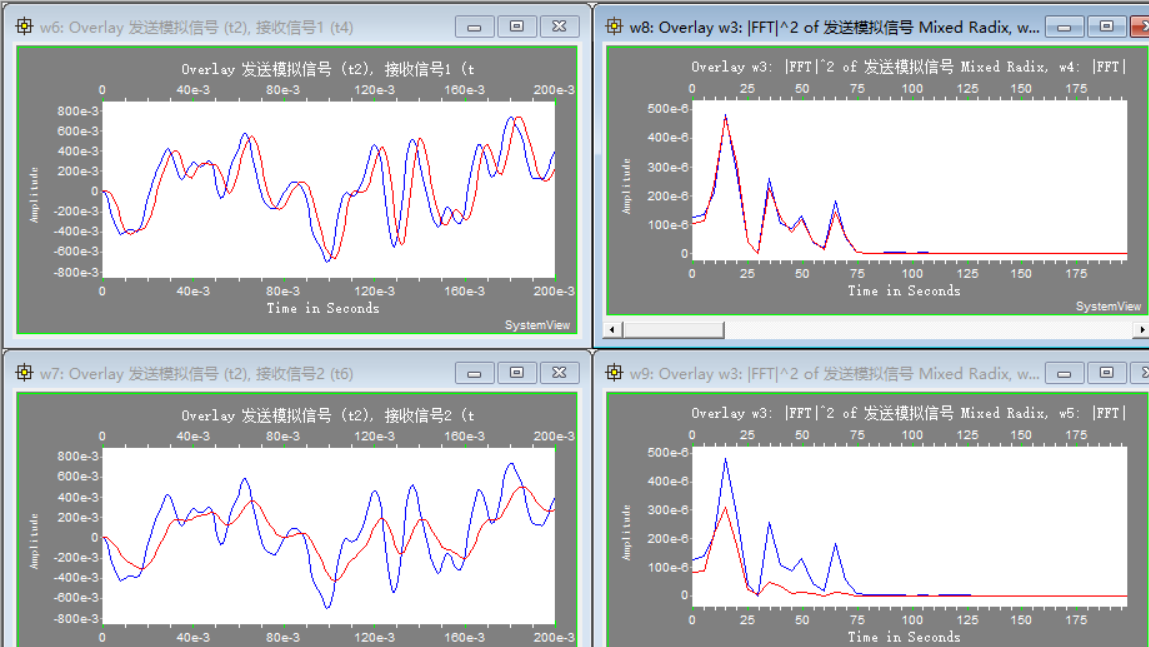 w6: Overlay 发送模拟信号 (t2), 接收信号1 (t4)
Overlay 发送模拟信号 (t2), 接收信号1 (t
0 40e-3 80e-3 120e-3 160e-3 200e-3
800e-3
600e-3
400e-3
200e-3
0
-200e-3
-400e-3
-600e-3
-800e-3
Amplitude
0 40e-3 80e-3 120e-3 160e-3 200e-3
Time in Seconds
SystemView
w8: Overlay w3: |FFT|^2 of 发送模拟信号 Mixed Radix, w...
Overlay w3: |FFT|^2 of 发送模拟信号 Mixed Radix, w4: |FFT|
0 25 50 75 100 125 150 175
500e-6
400e-6
300e-6
200e-6
100e-6
0
Amplitude
0 25 50 75 100 125 150 175
Time in Seconds
SystemView
w7: Overlay 发送模拟信号 (t2), 接收信号2 (t6)
Overlay 发送模拟信号 (t2), 接收信号2 (t
0 40e-3 80e-3 120e-3 160e-3 200e-3
800e-3
600e-3
400e-3
200e-3
0
-200e-3
-400e-3
-600e-3
-800e-3
Amplitude
0 40e-3 80e-3 120e-3 160e-3 200e-3
w9: Overlay w3: |FFT|^2 of 发送模拟信号 Mixed Radix, w...
Overlay w3: |FFT|^2 of 发送模拟信号 Mixed Radix, w5: |FFT|
0 25 50 75 100 125 150 175
500e-6
400e-6
300e-6
200e-6
100e-6
0
Amplitude
0 25 50 75 100 125 150 175
Time in Seconds